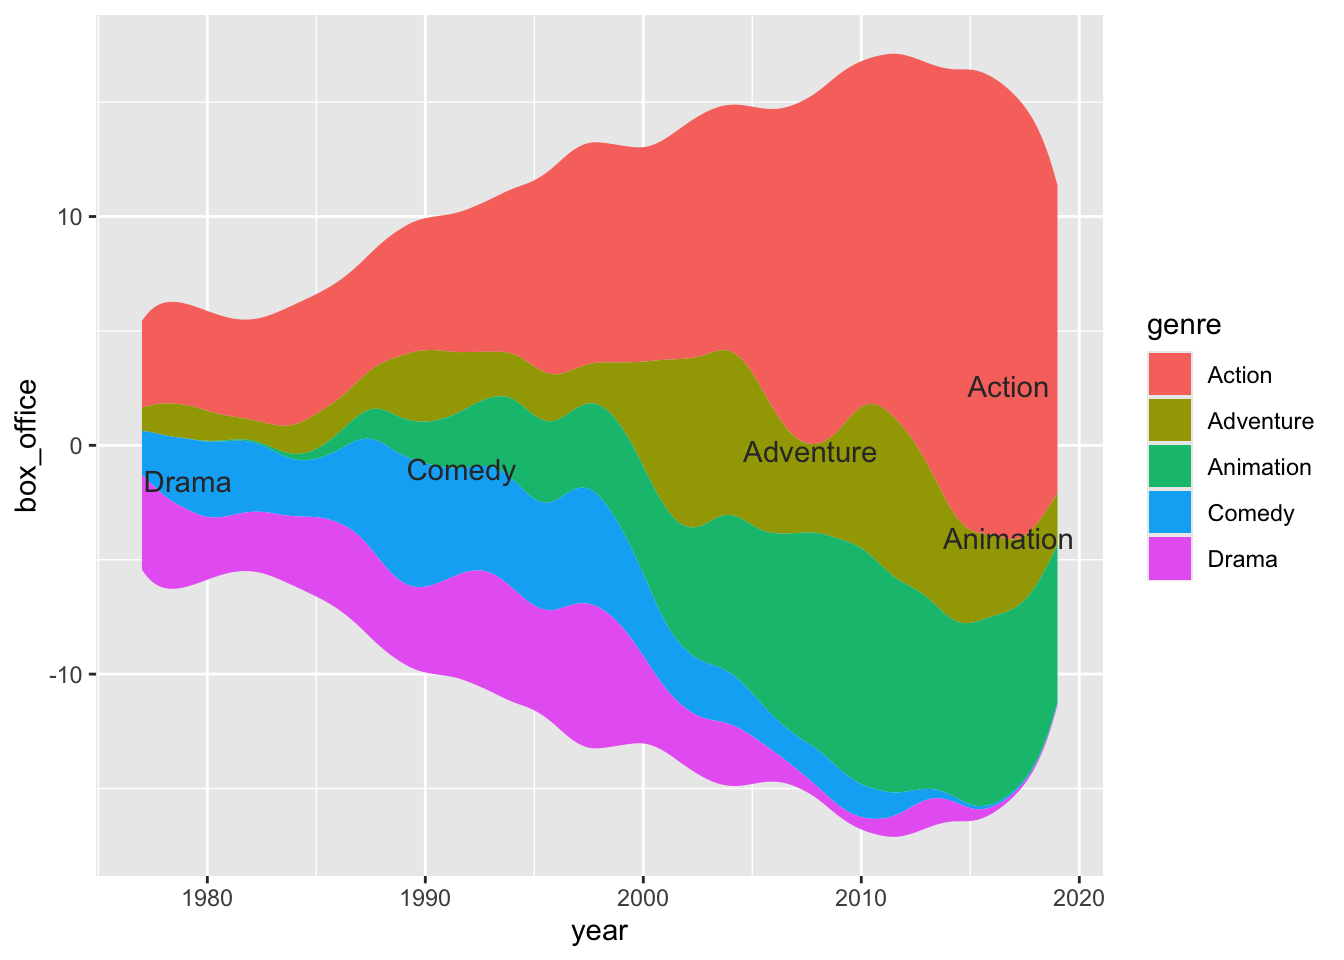 box_office
10
0
-10
Action
Adventure
Comedy
Drama
Animation
1980
1990
2000
2010
2020
year
genre
Action
Adventure
Animation
Comedy
Drama